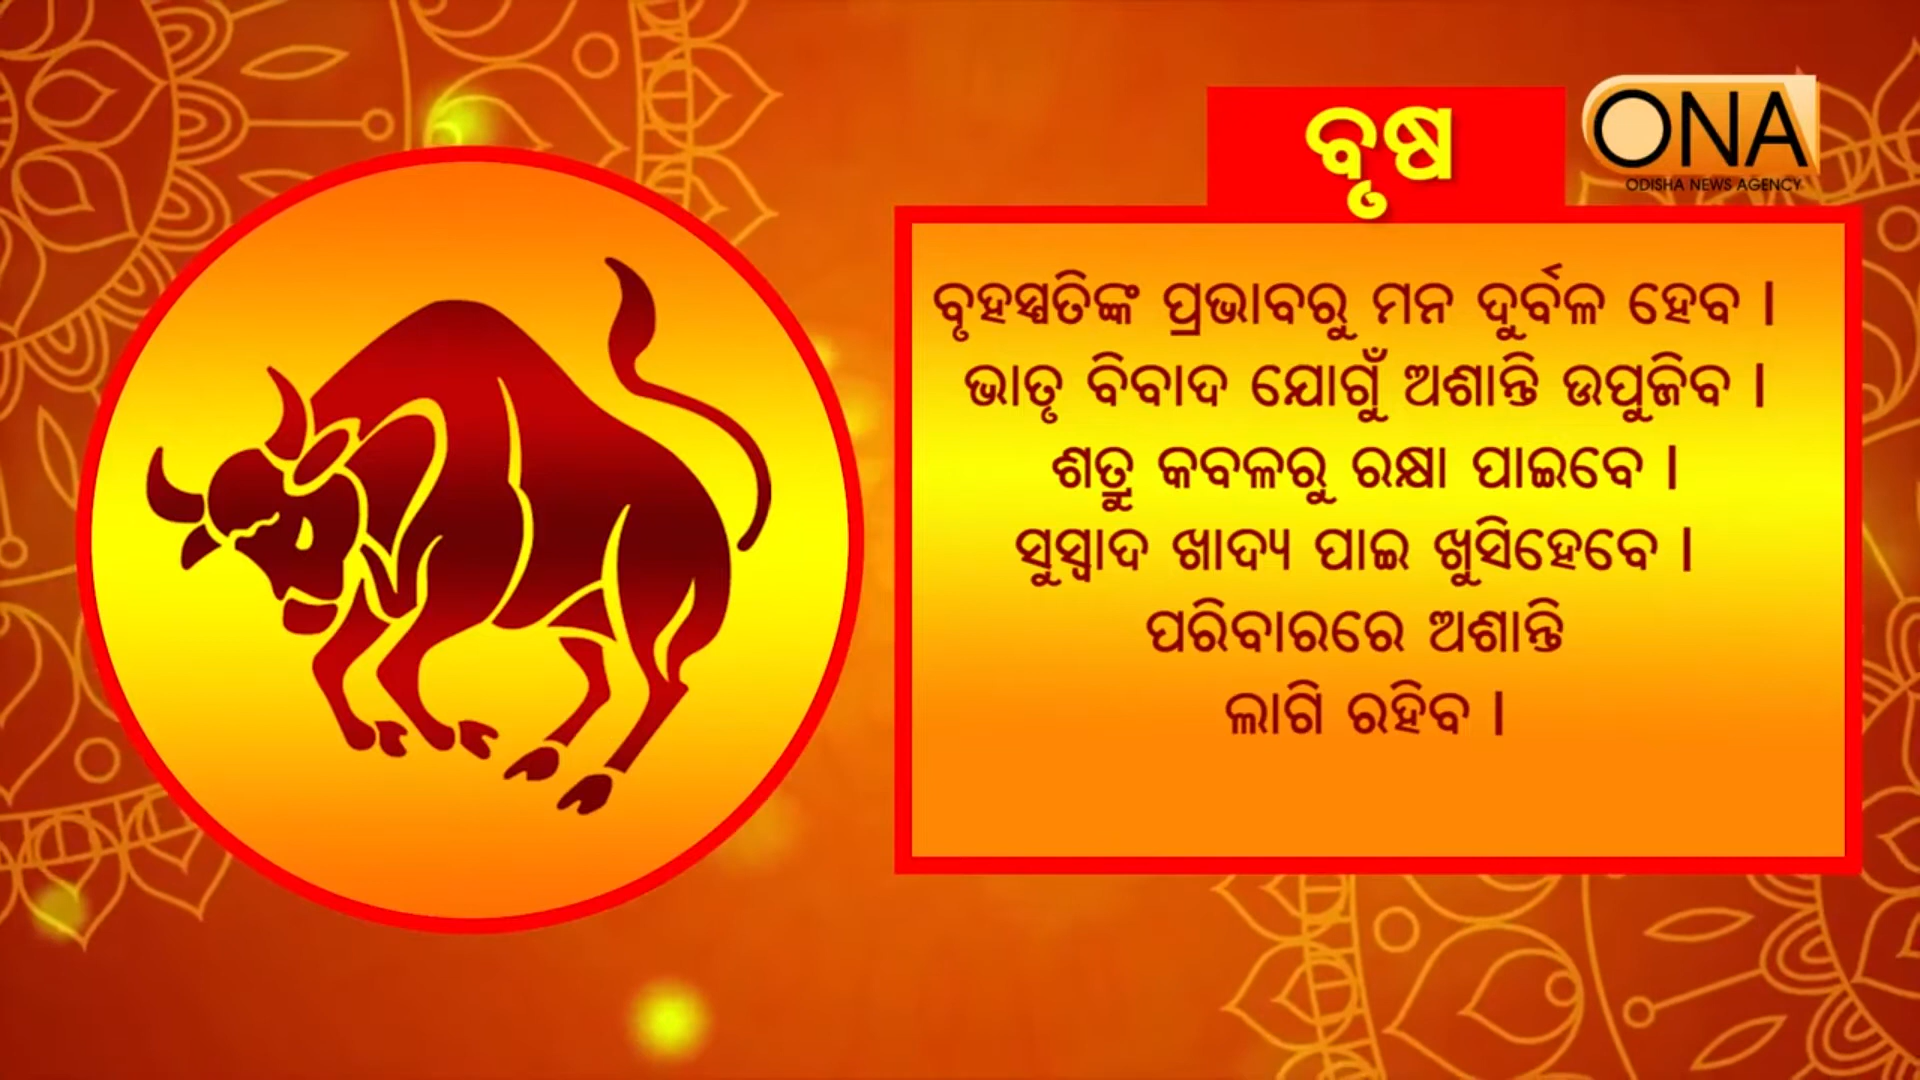 ବୃଷ
ONA
ODISHA NEWS AGENCY
ବୃହସ୍ପତିଙ୍କ ପ୍ରଭାବରୁ ମନ ଦୁର୍ବଳ ହେବ |
ଭାତୃ ବିବାଦ ଯୋଗୁଁ ଅଶାନ୍ତି ଉପୁଜିବ |
ଶତ୍ରୁ କବଳରୁ ରକ୍ଷା ପାଇବେ |
ସୁସ୍ୱାଦ ଖାଦ୍ୟ ପାଇ ଖୁସିହେବେ |
ପରିବାରରେ ଅଶାନ୍ତି
ଲାଗି ରହିବ |